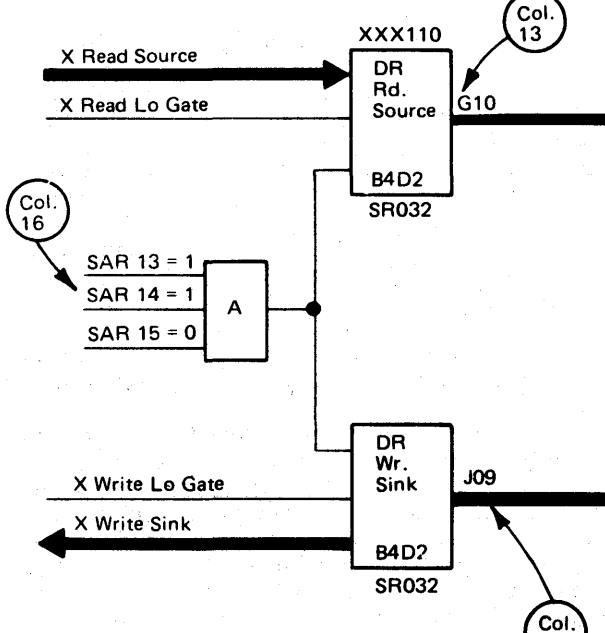 Col.
13
XXX110
X Read Source
DR
Rd.
Source
X Read Lo Gate
G10
B4D2
SR032
Col.
16
SAR 13 = 1
SAR 14 = 1
SAR 15 = 0
A
DR
Wr.
Sink
X Write Lo Gate
J09
X Write Sink
B4D2
SR032
Col.